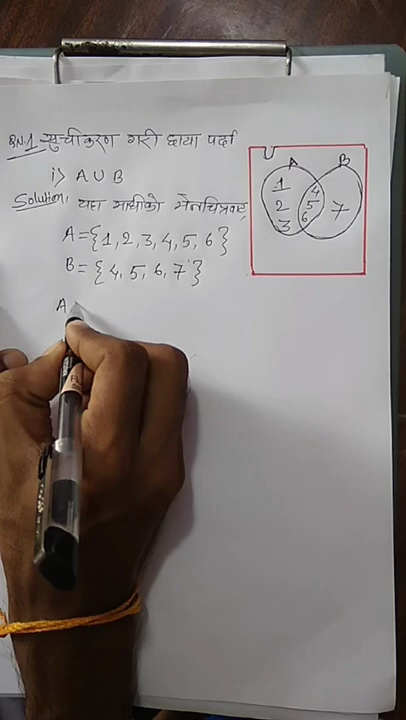 Q.N.1 सुचीकरण गरी छाया पर्दा
i> A U B
Solution: यहा माथीको भेनचित्रवाट
A = {1, 2, 3, 4, 5, 6}
B = {4, 5, 6, 7}
A
U
A B
1 4
2 5 7
3 6